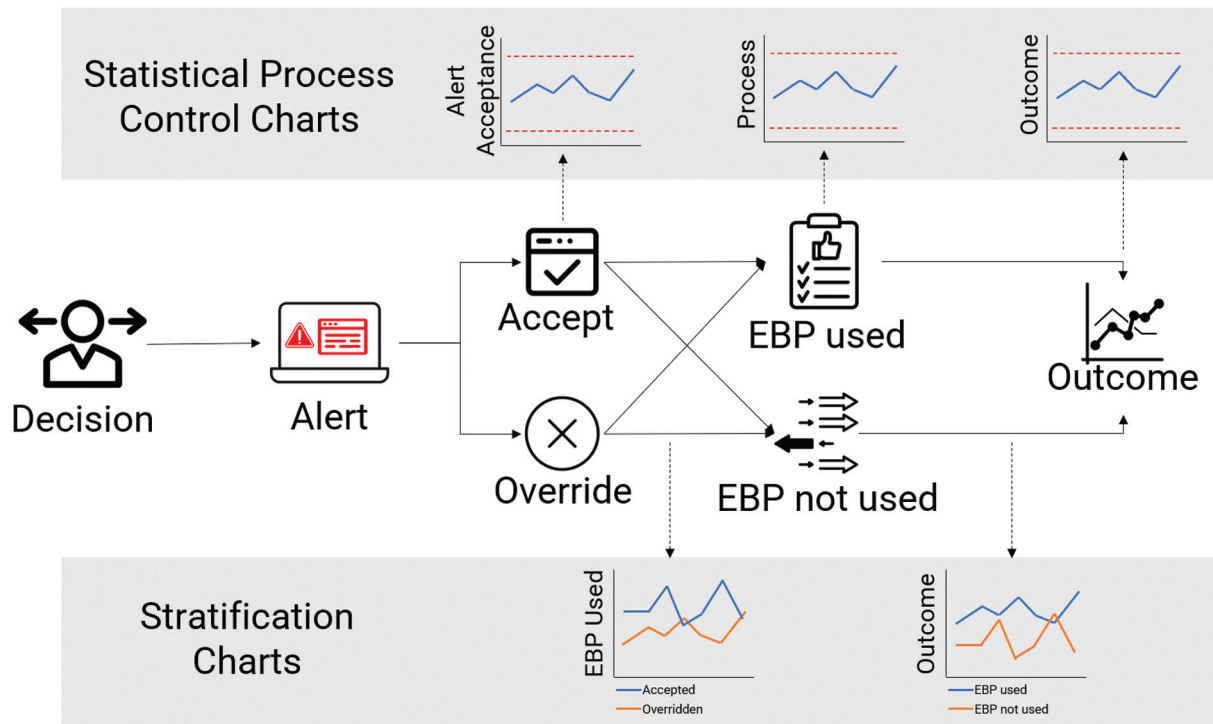 Statistical Process
Control Charts
Alert
Acceptance
Process
Outcome
Accept
EBP used
Decision
Alert
Outcome
Override
EBP not used
Stratification
Charts
EBP Used
Accepted
Overridden
Outcome
EBP used
EBP not used